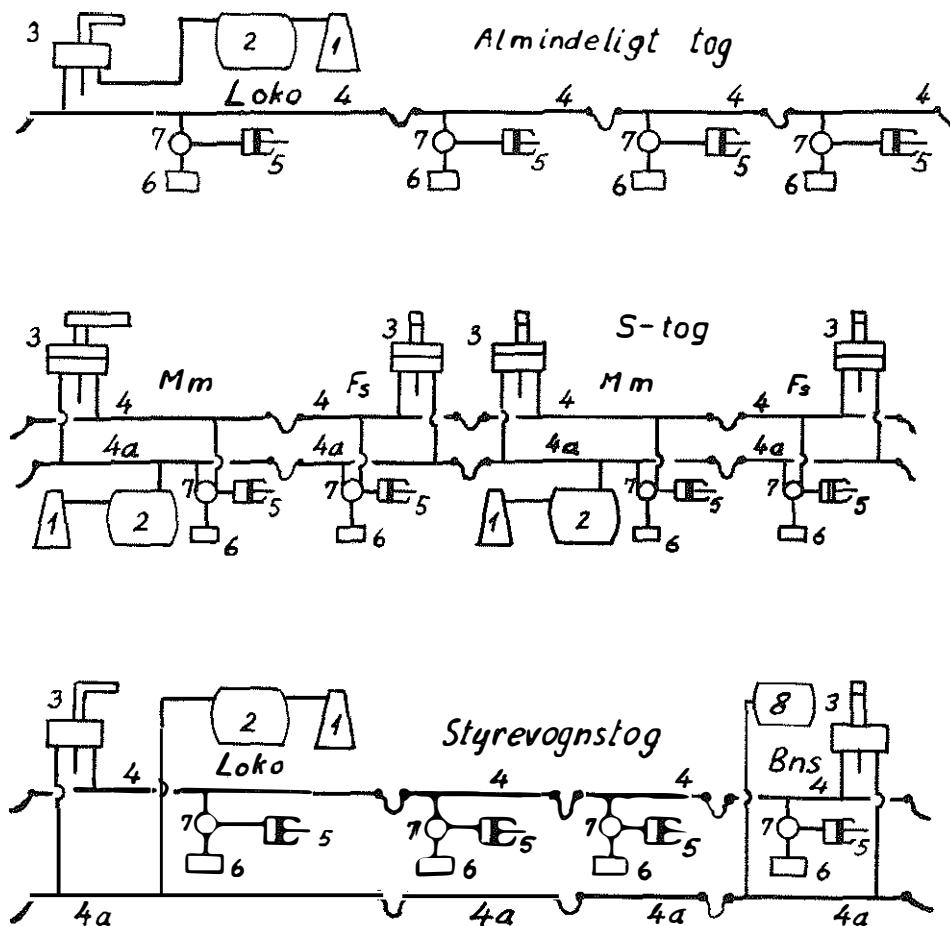 3 2 1 Almindeligt tog
Loko 4 4 4 4
7 5 7 5 7 5 7 5
6 6 6 6
3 3 3 S-tog 3
Mm Fs Mm Fs
4 4 4 4
4a 4a 4a 4a
7 5 7 5 7 5 7 5
1 2 1 2
6 6 6 6
3 2 1 Styrevognstog 8 3
4 Loko 4 4 Bns 4
7 5 7 5 7 5 7 5
6 6 6 6
4a 4a 4a 4a